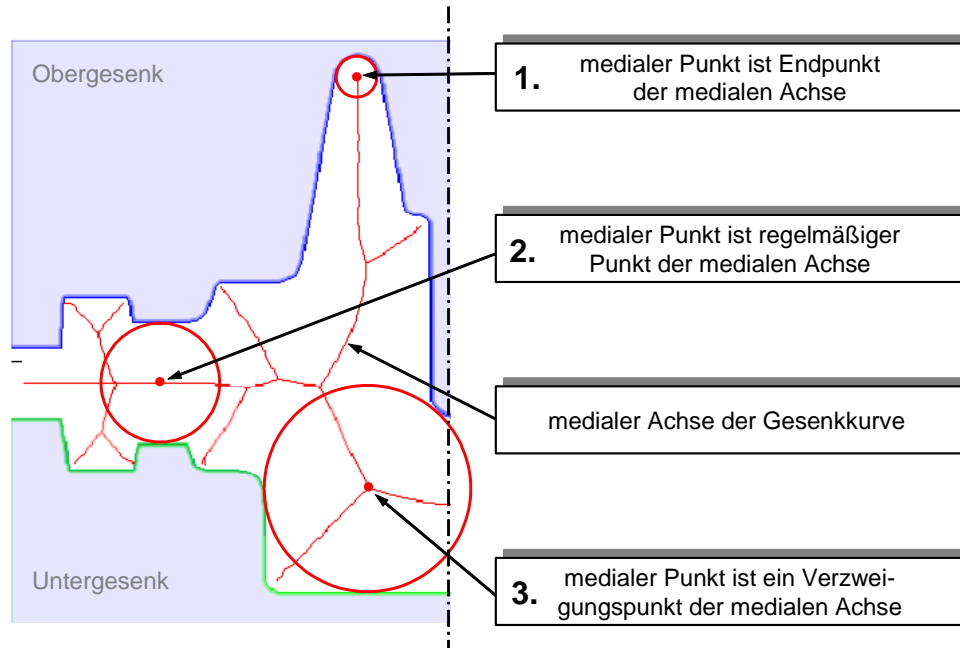 Obergesenk
1.
medialer Punkt ist Endpunkt
der medialen Achse
2.
medialer Punkt ist regelmäßiger
Punkt der medialen Achse
medialer Achse der Gesenkkurve
Untergesenk
3.
medialer Punkt ist ein Verzwei-
gungspunkt der medialen Achse